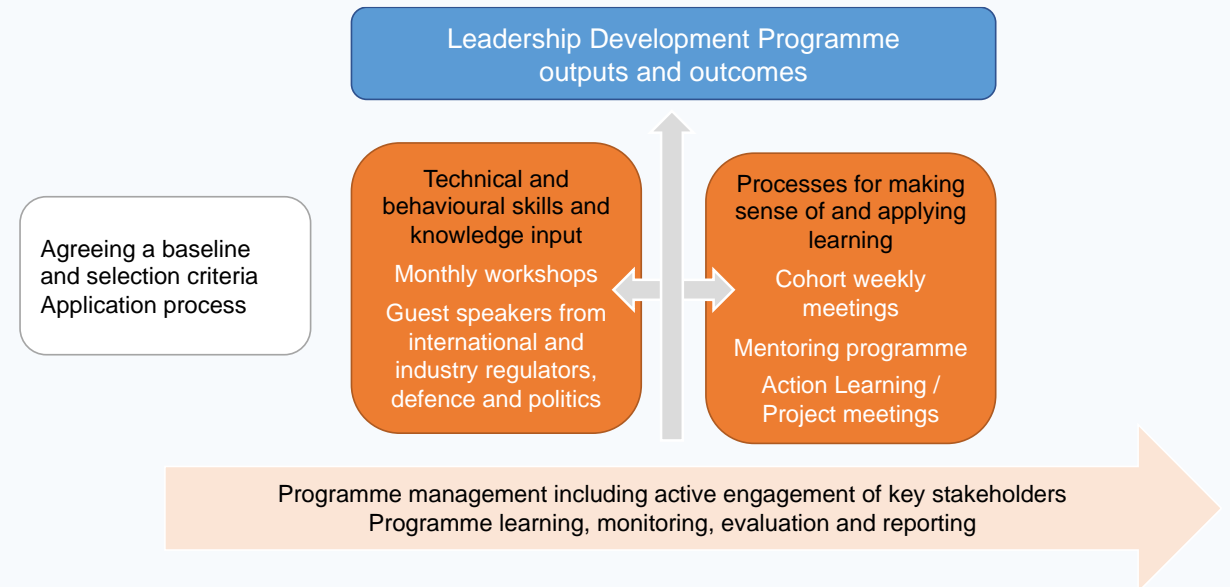 Leadership Development Programme
outputs and outcomes
Agreeing a baseline
and selection criteria
Application process
Technical and
behavioural skills and
knowledge input
Monthly workshops
Guest speakers from
international and
industry regulators,
defence and politics
Processes for making
sense of and applying
learning
Cohort weekly
meetings
Mentoring programme
Action Learning /
Project meetings
Programme management including active engagement of key stakeholders
Programme learning, monitoring, evaluation and reporting